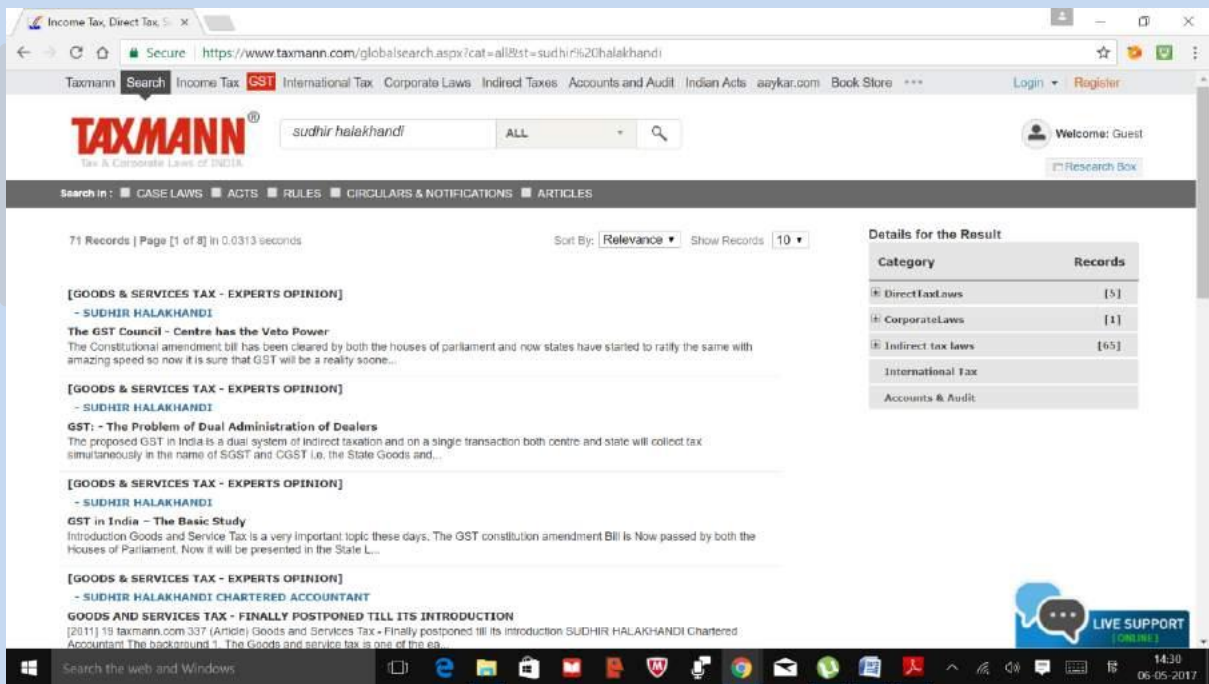 Income Tax, Direct Tax, S
Secure https://www.taxmann.com/globalsearch.aspx?cat=all&st=sudhir%20halakhandi
Taxmann Search Income Tax GST International Tax Corporate Laws Indirect Taxes Accounts and Audit Indian Acts aaykar.com Book Store Login Register
TAXMANN®
Tax & Corporate Laws of INDIA
sudhir halakhandi ALL
Welcome: Guest
Research Box
Search in : CASE LAWS ACTS RULES CIRCULARS & NOTIFICATIONS ARTICLES
71 Records | Page [1 of 8] in 0.0313 seconds Sort By: Relevance Show Records 10
[GOODS & SERVICES TAX - EXPERTS OPINION]
- SUDHIR HALAKHANDI
The GST Council - Centre has the Veto Power
The Constitutional amendment bill has been cleared by both the houses of parliament and now states have started to ratify the same with
amazing speed so now it is sure that GST will be a reality soone...
[GOODS & SERVICES TAX - EXPERTS OPINION]
- SUDHIR HALAKHANDI
GST: - The Problem of Dual Administration of Dealers
The proposed GST in India is a dual system of indirect taxation and on a single transaction both centre and state will collect tax
simultaneously in the name of SGST and CGST i.e. the State Goods and...
[GOODS & SERVICES TAX - EXPERTS OPINION]
- SUDHIR HALAKHANDI
GST in India – The Basic Study
Introduction Goods and Service Tax is a very important topic these days. The GST constitution amendment Bill is Now passed by both the
Houses of Parliament. Now it will be presented in the State L...
[GOODS & SERVICES TAX - EXPERTS OPINION]
- SUDHIR HALAKHANDI CHARTERED ACCOUNTANT
GOODS AND SERVICES TAX - FINALLY POSTPONED TILL ITS INTRODUCTION
[2011] 19 taxmann.com 337 (Article) Goods and Services Tax - Finally postponed till its introduction SUDHIR HALAKHANDI Chartered
Accountant The background 1. The Goods and service tax is one of the ea...
Details for the Result
Category Records
DirectTaxLaws [5]
CorporateLaws [1]
Indirect tax laws [65]
International Tax
Accounts & Audit
LIVE SUPPORT
[ONLINE]
Search the web and Windows
14:30
06-05-2017